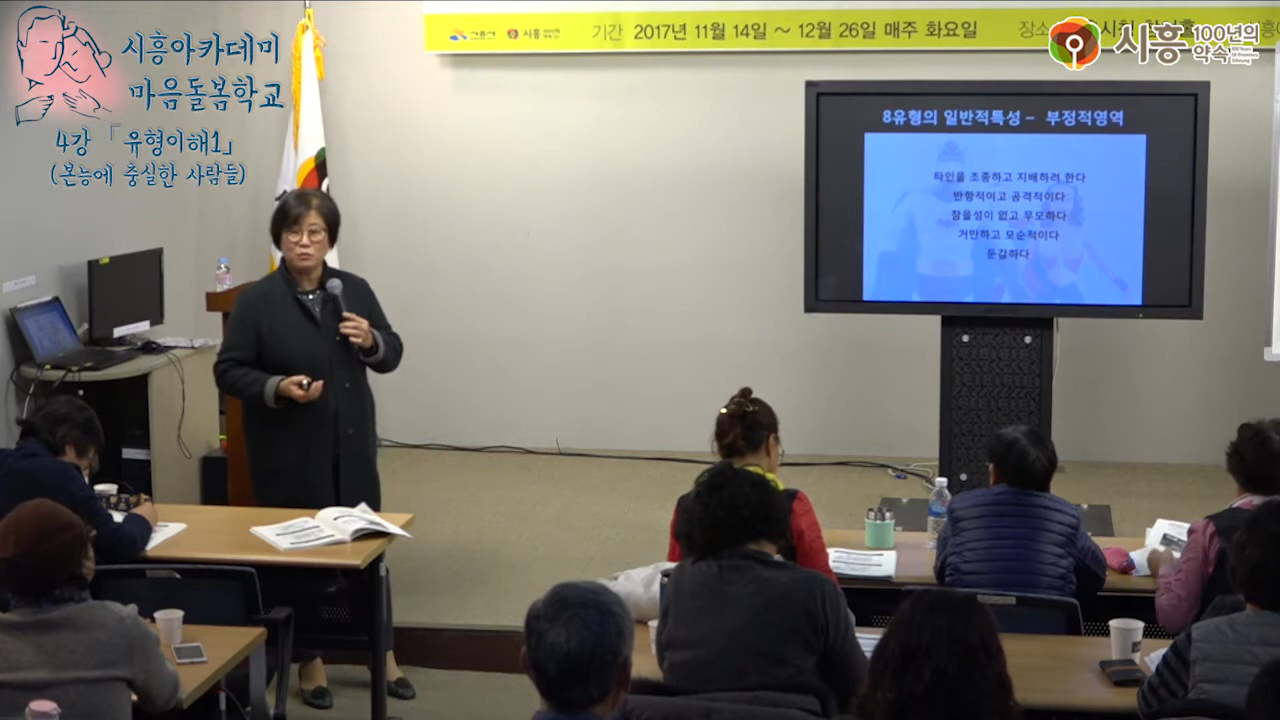 시흥아카데미
마음돌봄학교
4강 「유형이해1」
(본능에 충실한 사람들)
기간 2017년 11월 14일 ~ 12월 26일 매주 화요일
장소
시흥 100년의 약속
8유형의 일반적특성 - 부정적영역
타인을 조종하고 지배하려 한다
반항적이고 공격적이다
참을성이 없고 무모하다
거만하고 모순적이다
둔감하다